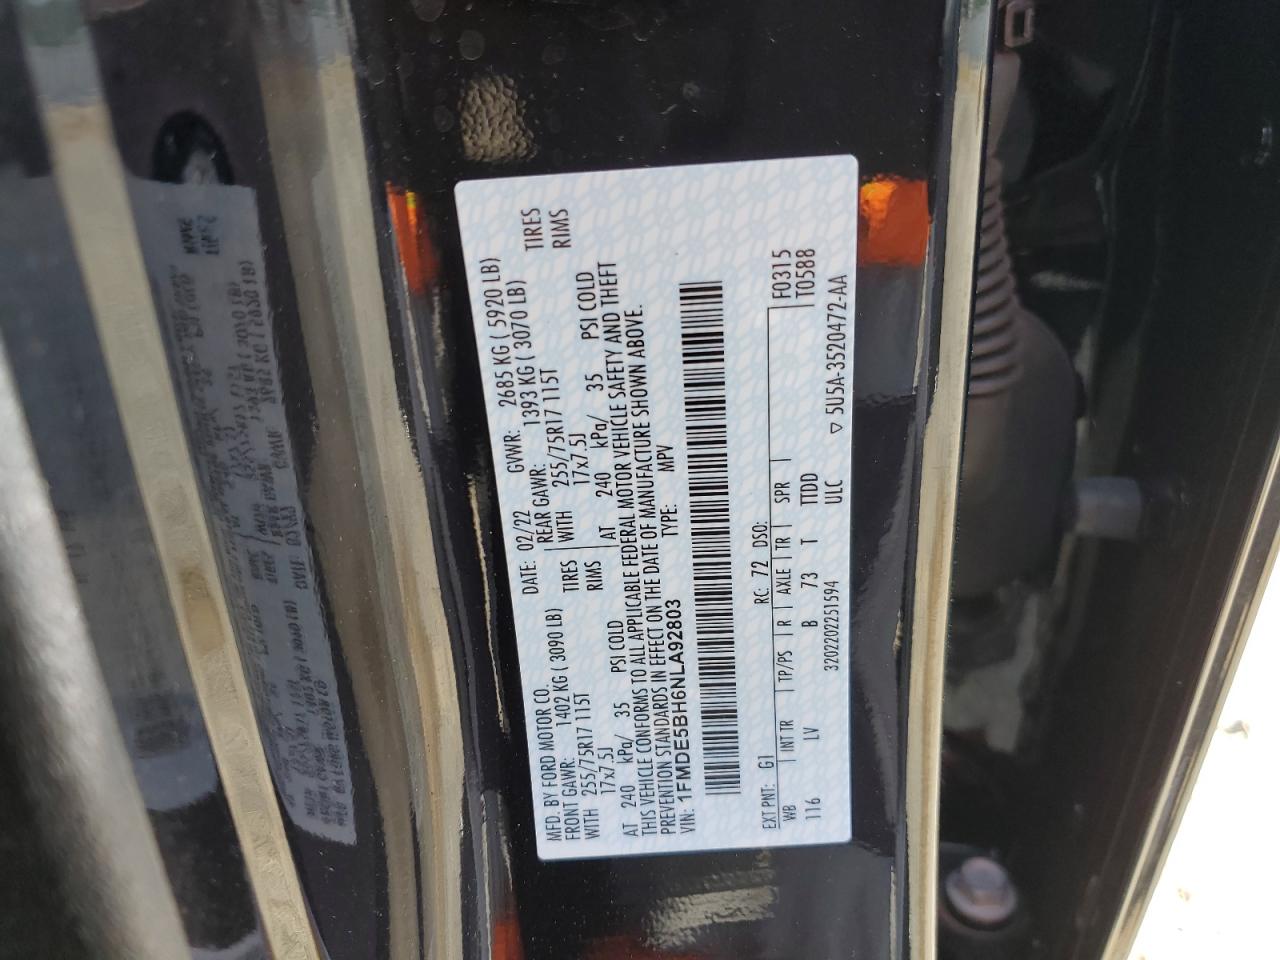 MFD. BY FORD MOTOR CO. DATE: 02/22 GVWR: 2685 KG ( 5920 LB)
FRONT GAWR: 1402 KG ( 3090 LB) REAR GAWR: 1393 KG ( 3070 LB)
WITH 255/75R17 115T TIRES WITH 255/75R17 115T TIRES
17x7.5J RIMS 17x7.5J RIMS
AT 240 kPa/ 35 PSI COLD AT 240 kPa/ 35 PSI COLD
THIS VEHICLE CONFORMS TO ALL APPLICABLE FEDERAL MOTOR VEHICLE SAFETY AND THEFT
PREVENTION STANDARDS IN EFFECT ON THE DATE OF MANUFACTURE SHOWN ABOVE.
VIN: 1FMDE5BH6NLA92803 TYPE: MPV
EXT PNT: G1 RC: 72 DSO: F0315
WB INT TR TP/PS R AXLE TR SPR T0588
116 LV B 73 T TTDD
3202202251594 ULC ▽ 5U5A-3520472-AA